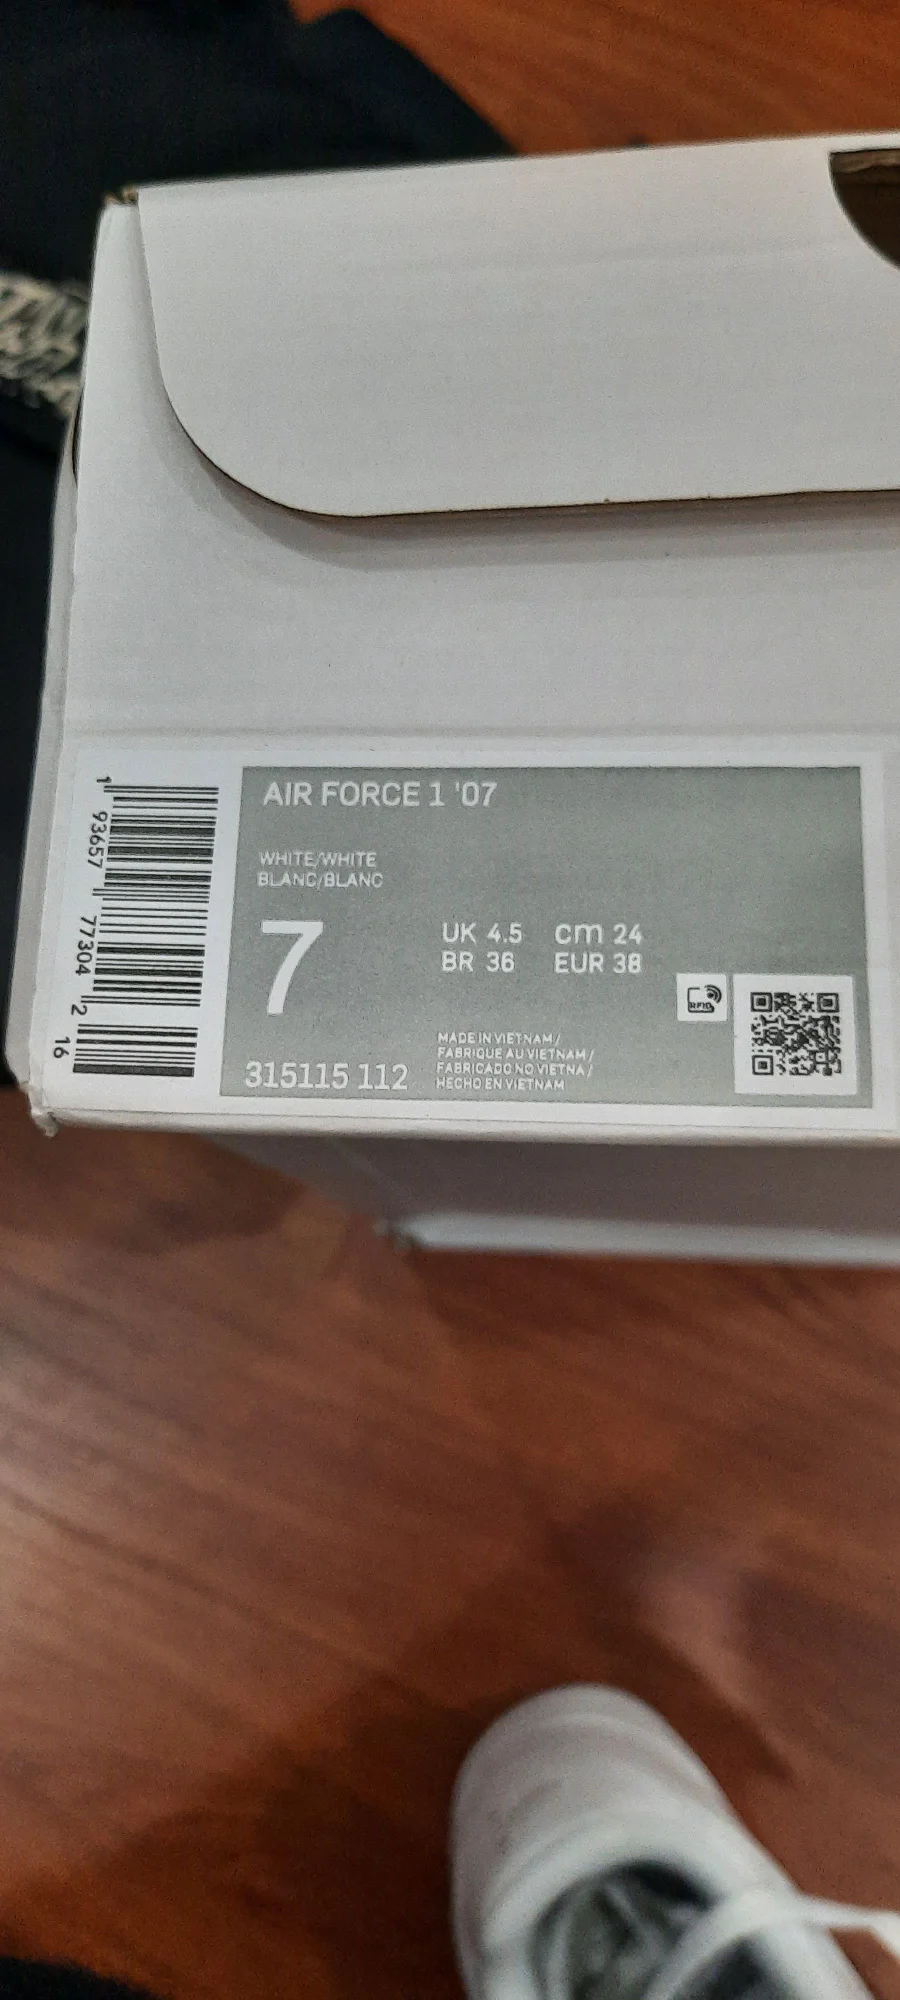 AIR FORCE 1 '07
WHITE/WHITE
BLANC/BLANC
7
UK 4.5 cm 24
BR 36 EUR 38
RFID
315115 112
MADE IN VIETNAM/
FABRIQUE AU VIETNAM/
FABRICADO NO VIETNA/
HECHO EN VIETNAM
1 93657 77304 2 16